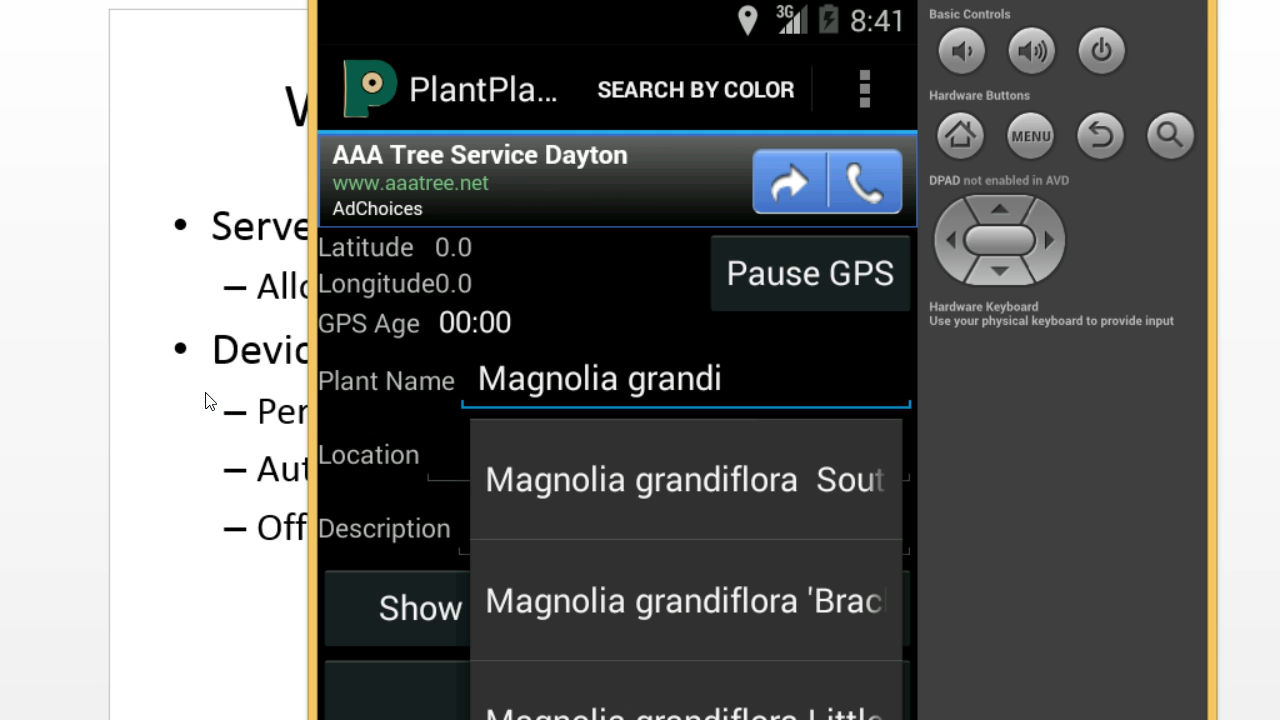 W
• Serve
– Allo
• Devic
– Per
– Aut
– Off
3G 8:41
PlantPla... SEARCH BY COLOR
AAA Tree Service Dayton
www.aaatree.net
AdChoices
Latitude 0.0
Longitude0.0
GPS Age 00:00
Pause GPS
Plant Name Magnolia grandi
Location
Magnolia grandiflora Sout
Description
Magnolia grandiflora 'Brac
Show
Magnolia grandiflora Little
Basic Controls
Hardware Buttons
MENU
DPAD not enabled in AVD
Hardware Keyboard
Use your physical keyboard to provide input